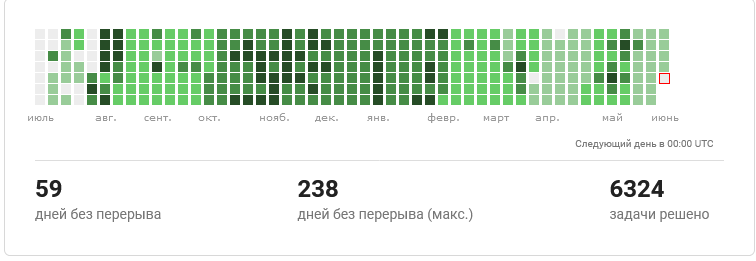 июль авг. сент. окт. нояб. дек. янв. февр. март апр. май июнь
Следующий день в 00:00 UTC
59 238 6324
дней без перерыва дней без перерыва (макс.) задачи решено